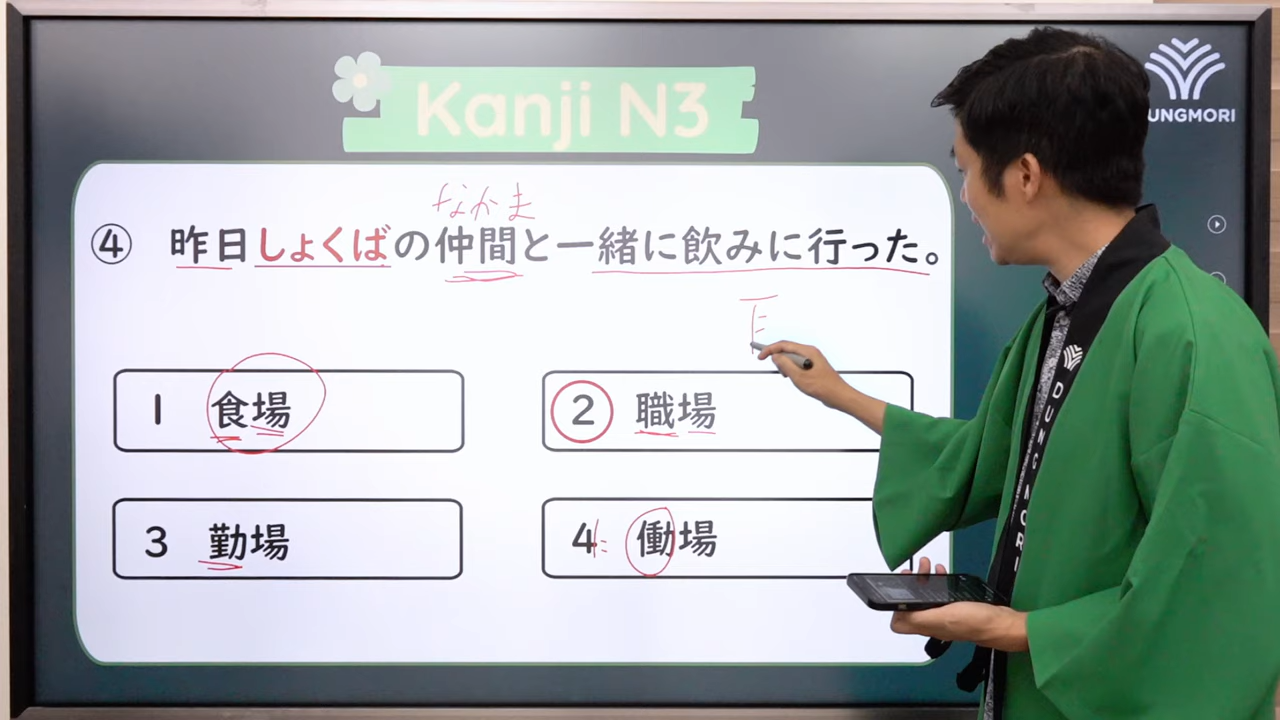 Kanji N3
UNGMORI
なかま
④ 昨日しょくばの仲間と一緒に飲みに行った。
1 食場
2 職場
3 勤場
4 働場
DUNG MORI